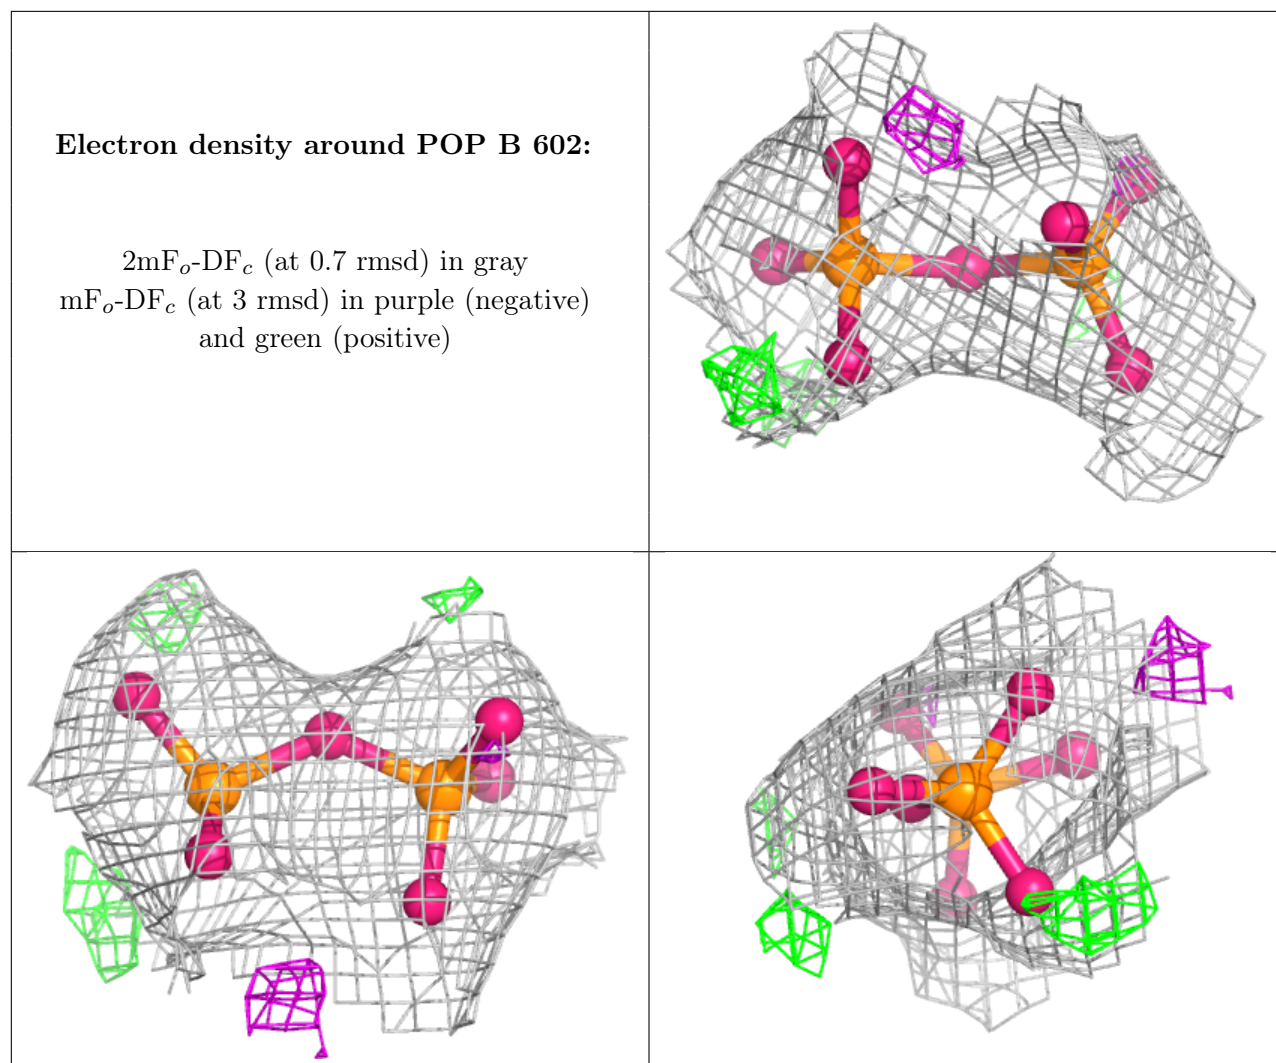 Electron density around POP B 602:
2mFo-DFc (at 0.7 rmsd) in gray
mFo-DFc (at 3 rmsd) in purple (negative)
and green (positive)